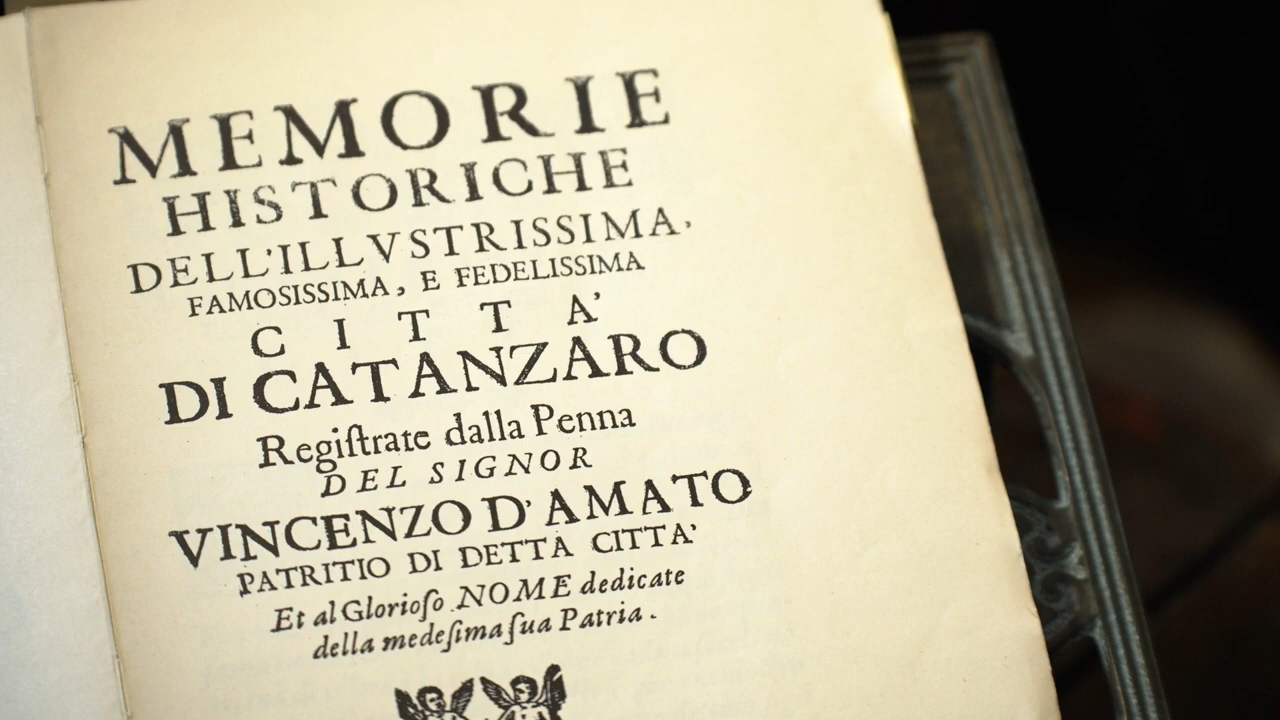 MEMORIE
HISTORICHE
DELL'ILLVSTRISSIMA,
FAMOSISSIMA, E FEDELISSIMA
CITTA'
DI CATANZARO
Regiſtrate dalla Penna
DEL SIGNOR
VINCENZO D'AMATO
PATRITIO DI DETTA CITTA'
Et al Glorioſo NOME dedicate
della medeſima ſua Patria.